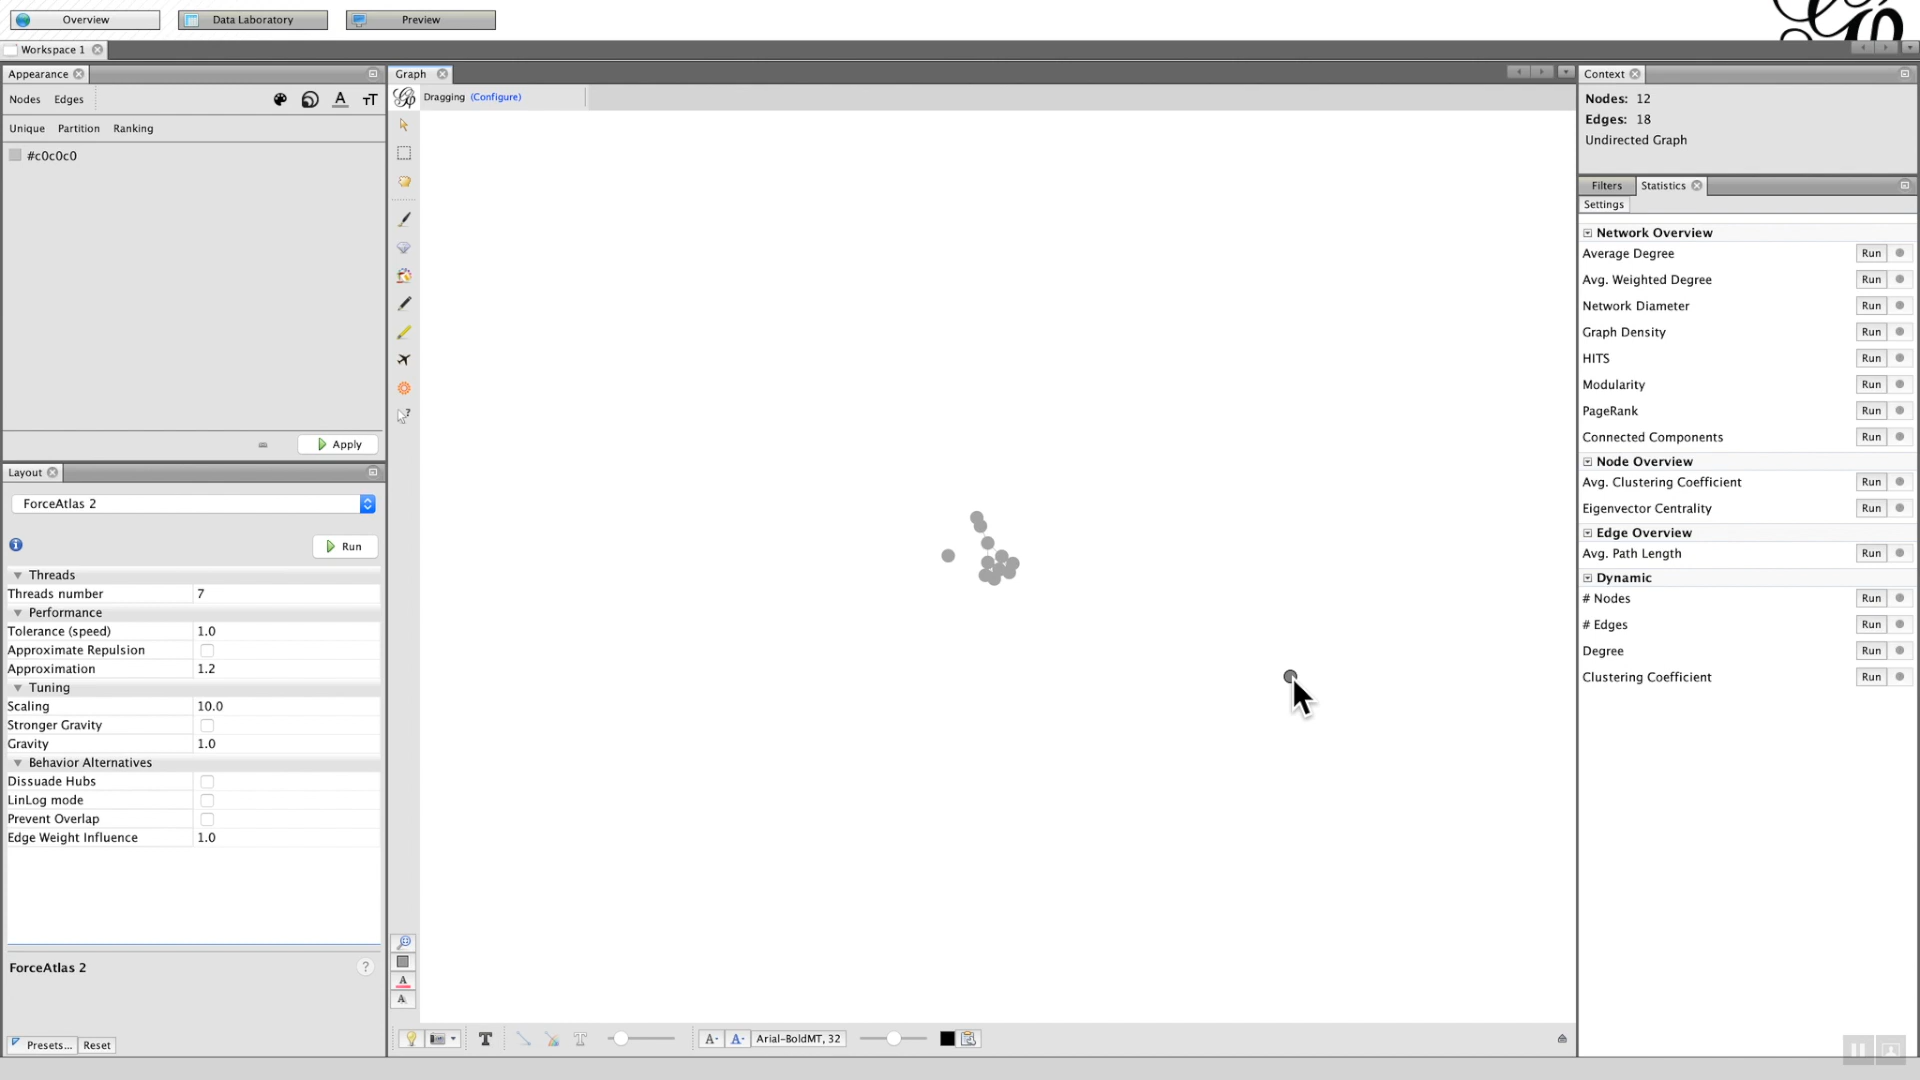 Overview
Data Laboratory
Preview
Workspace 1
Appearance
Nodes Edges
Unique Partition Ranking
#c0c0c0
Apply
Layout
ForceAtlas 2
Run
Threads
Threads number 7
Performance
Tolerance (speed) 1.0
Approximate Repulsion
Approximation 1.2
Tuning
Scaling 10.0
Stronger Gravity
Gravity 1.0
Behavior Alternatives
Dissuade Hubs
LinLog mode
Prevent Overlap
Edge Weight Influence 1.0
ForceAtlas 2
?
Presets... Reset
Graph
Dragging (Configure)
T T A- A- Arial-BoldMT, 32
Context
Nodes: 12
Edges: 18
Undirected Graph
Filters Statistics
Settings
Network Overview
Average Degree Run
Avg. Weighted Degree Run
Network Diameter Run
Graph Density Run
HITS Run
Modularity Run
PageRank Run
Connected Components Run
Node Overview
Avg. Clustering Coefficient Run
Eigenvector Centrality Run
Edge Overview
Avg. Path Length Run
Dynamic
# Nodes Run
# Edges Run
Degree Run
Clustering Coefficient Run